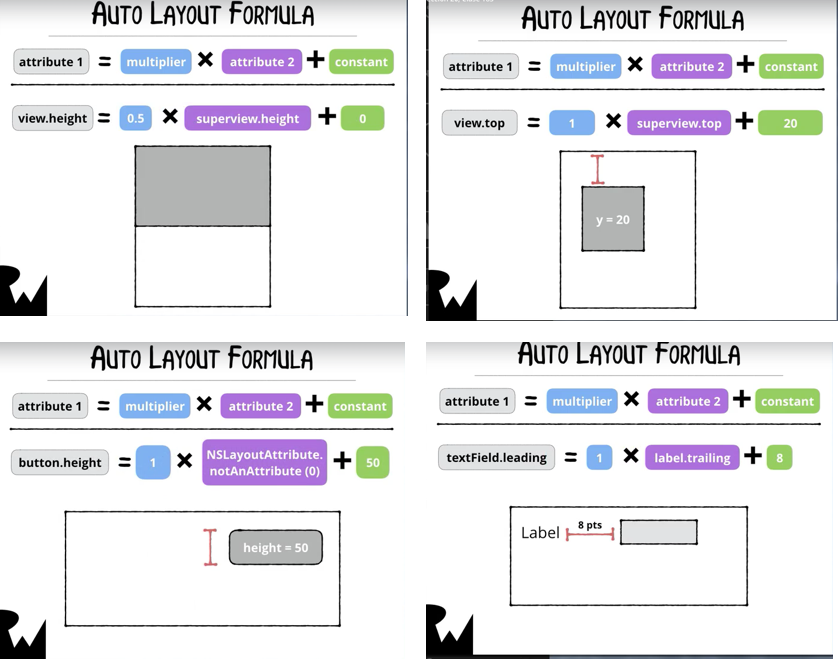 AUTO LAYOUT FORMULA
attribute 1 = multiplier × attribute 2 + constant
view.height = 0.5 × superview.height + 0
AUTO LAYOUT FORMULA
attribute 1 = multiplier × attribute 2 + constant
view.top = 1 × superview.top + 20
y = 20
AUTO LAYOUT FORMULA
attribute 1 = multiplier × attribute 2 + constant
button.height = 1 × NSLayoutAttribute.
notAnAttribute (0) + 50
height = 50
AUTO LAYOUT FORMULA
attribute 1 = multiplier × attribute 2 + constant
textField.leading = 1 × label.trailing + 8
Label 8 pts